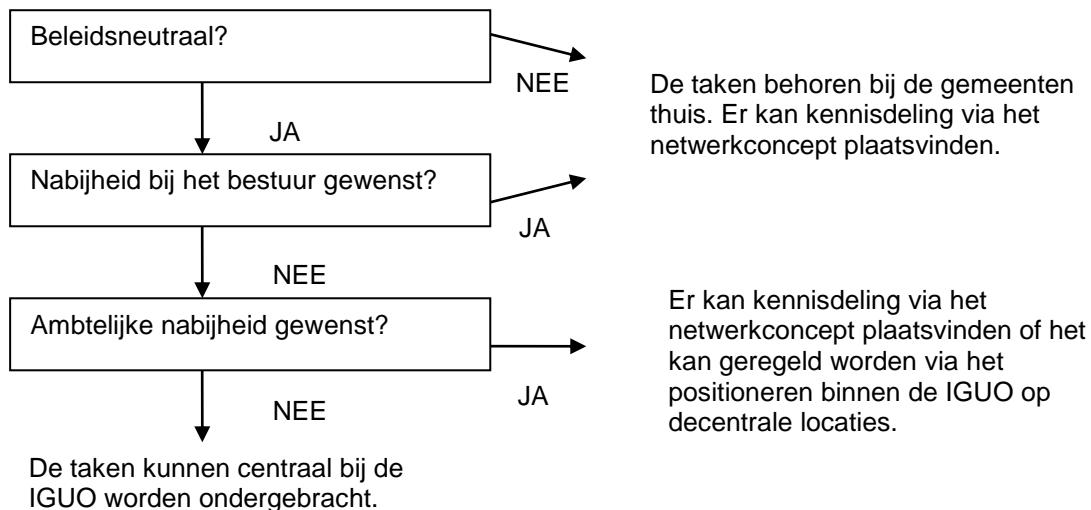 Beleidsneutraal?
NEE
De taken behoren bij de gemeenten
thuis. Er kan kennisdeling via het
netwerkconcept plaatsvinden.
JA
Nabijheid bij het bestuur gewenst?
JA
NEE
Ambtelijke nabijheid gewenst?
Er kan kennisdeling via het
netwerkconcept plaatsvinden of het
kan geregeld worden via het
positioneren binnen de IGUO op
decentrale locaties.
JA
NEE
De taken kunnen centraal bij de
IGUO worden ondergebracht.